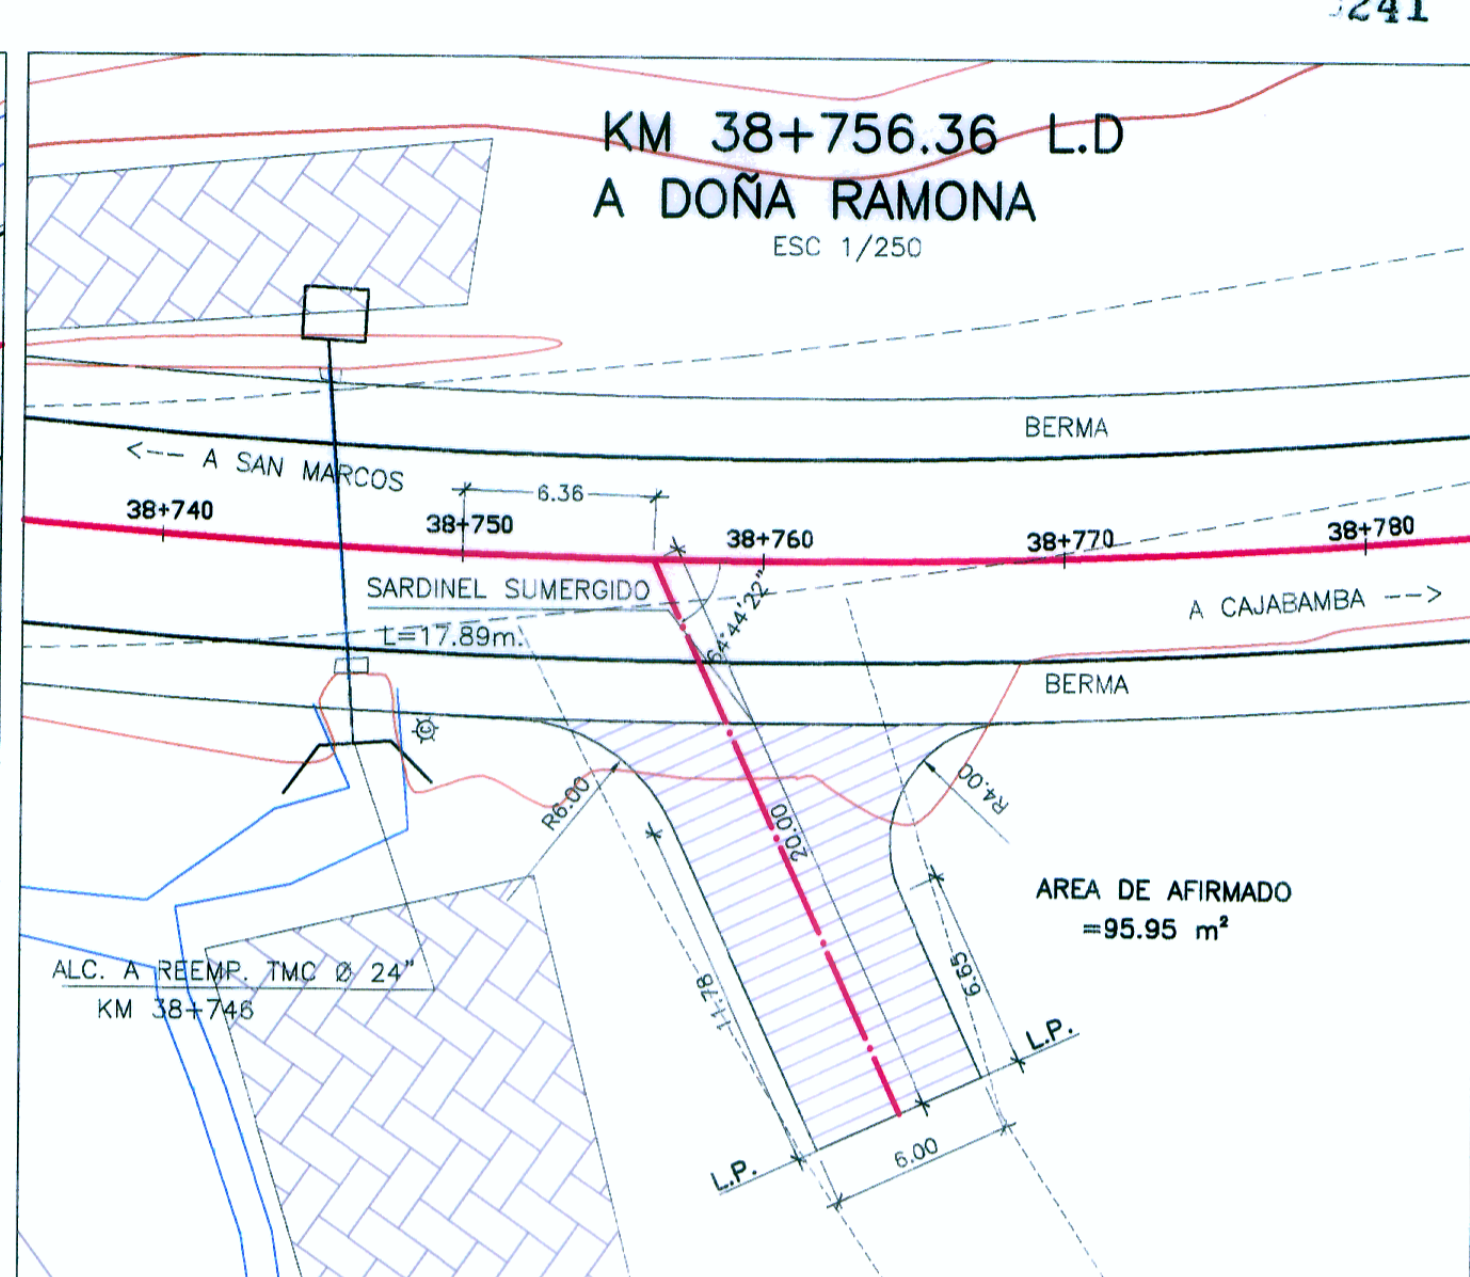 241
KM 38+756.36 L.D
A DOÑA RAMONA
ESC 1/250
BERMA
<-- A SAN MARCOS
6.36
38+740
38+750
38+760
38+770
38+780
SARDINEL SUMERGIDO
L=17.89m.
64°44'22"
A CAJABAMBA -->
BERMA
R6.00
R4.00
20.00
AREA DE AFIRMADO
=95.95 m²
11.78
6.65
ALC. A REEMP. TMC Ø 24"
KM 38+746
L.P.
L.P.
6.00